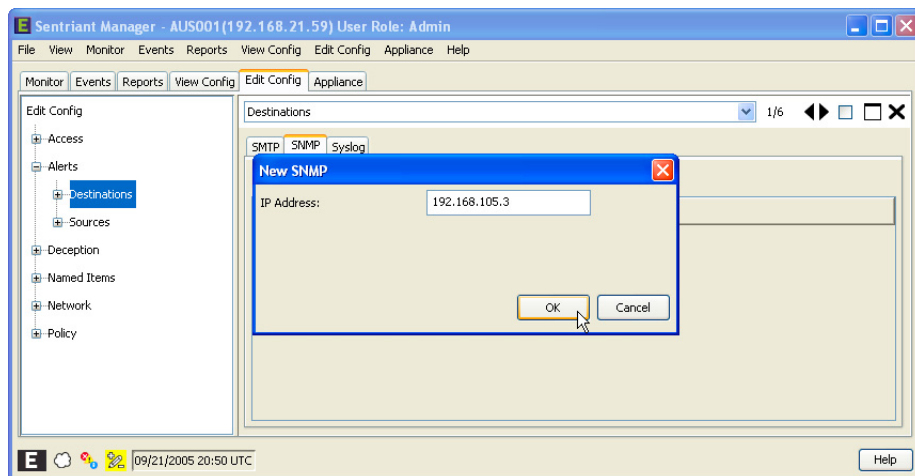 E Sentriant Manager - AUS001(192.168.21.59) User Role: Admin
File View Monitor Events Reports View Config Edit Config Appliance Help
Monitor Events Reports View Config Edit Config Appliance
Edit Config
Destinations
1/6
Access
SMTP SNMP Syslog
Alerts
New SNMP
Destinations
IP Address:
192.168.105.3
Sources
Deception
Named Items
Network
OK
Cancel
Policy
E
09/21/2005 20:50 UTC
Help